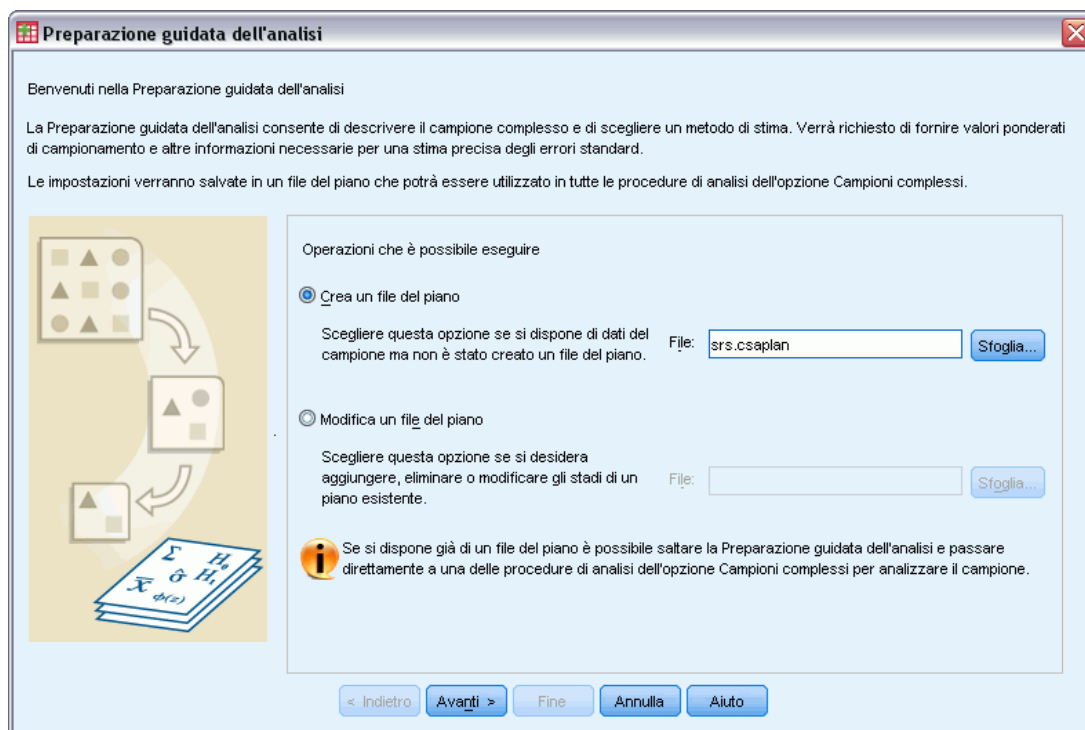 Preparazione guidata dell'analisi
Benvenuti nella Preparazione guidata dell'analisi
La Preparazione guidata dell'analisi consente di descrivere il campione complesso e di scegliere un metodo di stima. Verrà richiesto di fornire valori ponderati
di campionamento e altre informazioni necessarie per una stima precisa degli errori standard.
Le impostazioni verranno salvate in un file del piano che potrà essere utilizzato in tutte le procedure di analisi dell'opzione Campioni complessi.
Operazioni che è possibile eseguire
Crea un file del piano
Scegliere questa opzione se si dispone di dati del
campione ma non è stato creato un file del piano.
File: srs.csaplan Sfoglia...
Modifica un file del piano
Scegliere questa opzione se si desidera
aggiungere, eliminare o modificare gli stadi di un
piano esistente.
File: Sfoglia...
Se si dispone già di un file del piano è possibile saltare la Preparazione guidata dell'analisi e passare
direttamente a una delle procedure di analisi dell'opzione Campioni complessi per analizzare il campione.
Σ H₀
σ̂ H₁
X̄ φ(z)
< Indietro Avanti > Fine Annulla Aiuto